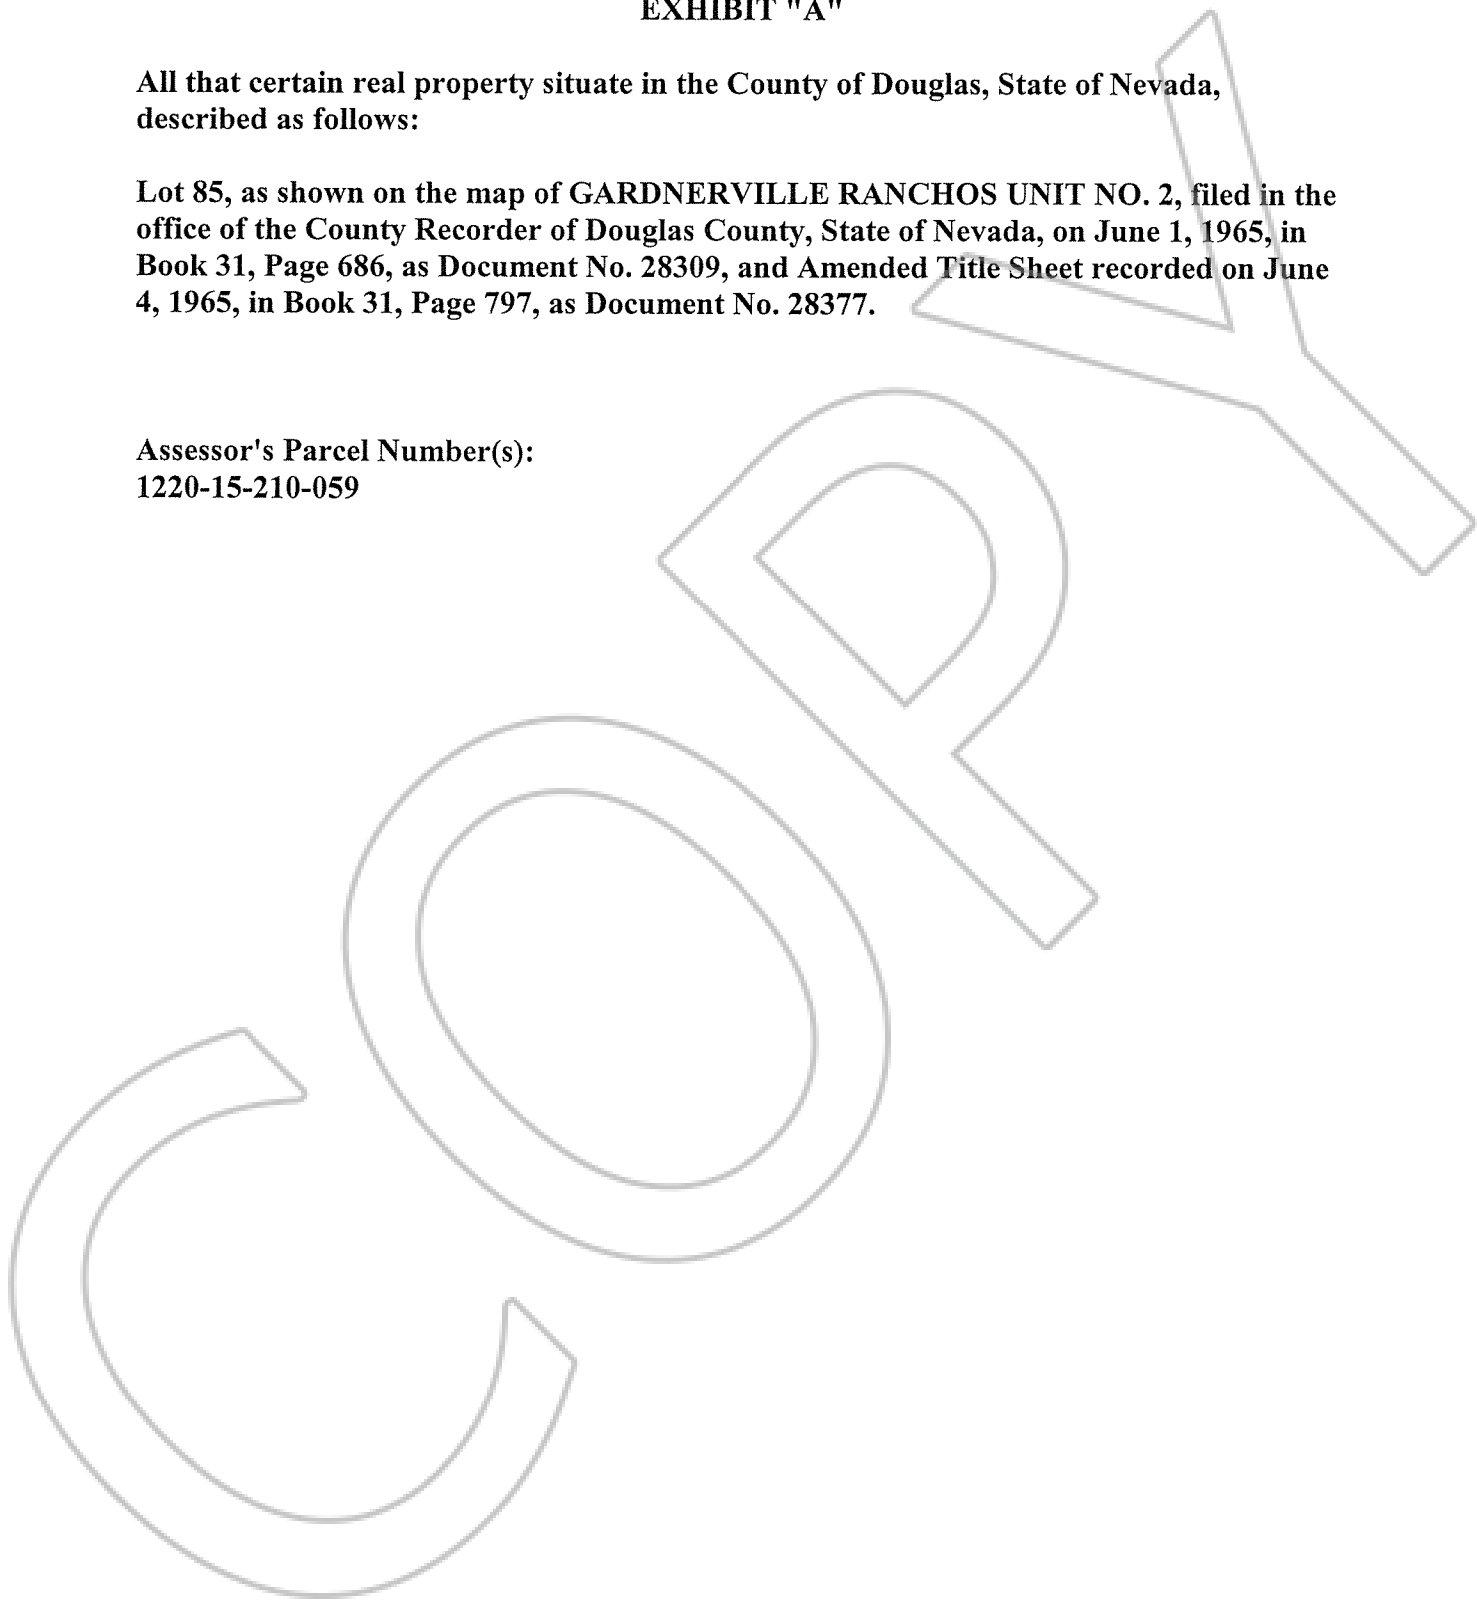 EXHIBIT "A"
All that certain real property situate in the County of Douglas, State of Nevada,
described as follows:
Lot 85, as shown on the map of GARDNERVILLE RANCHOS UNIT NO. 2, filed in the
office of the County Recorder of Douglas County, State of Nevada, on June 1, 1965, in
Book 31, Page 686, as Document No. 28309, and Amended Title Sheet recorded on June
4, 1965, in Book 31, Page 797, as Document No. 28377.
Assessor's Parcel Number(s):
1220-15-210-059
COPY